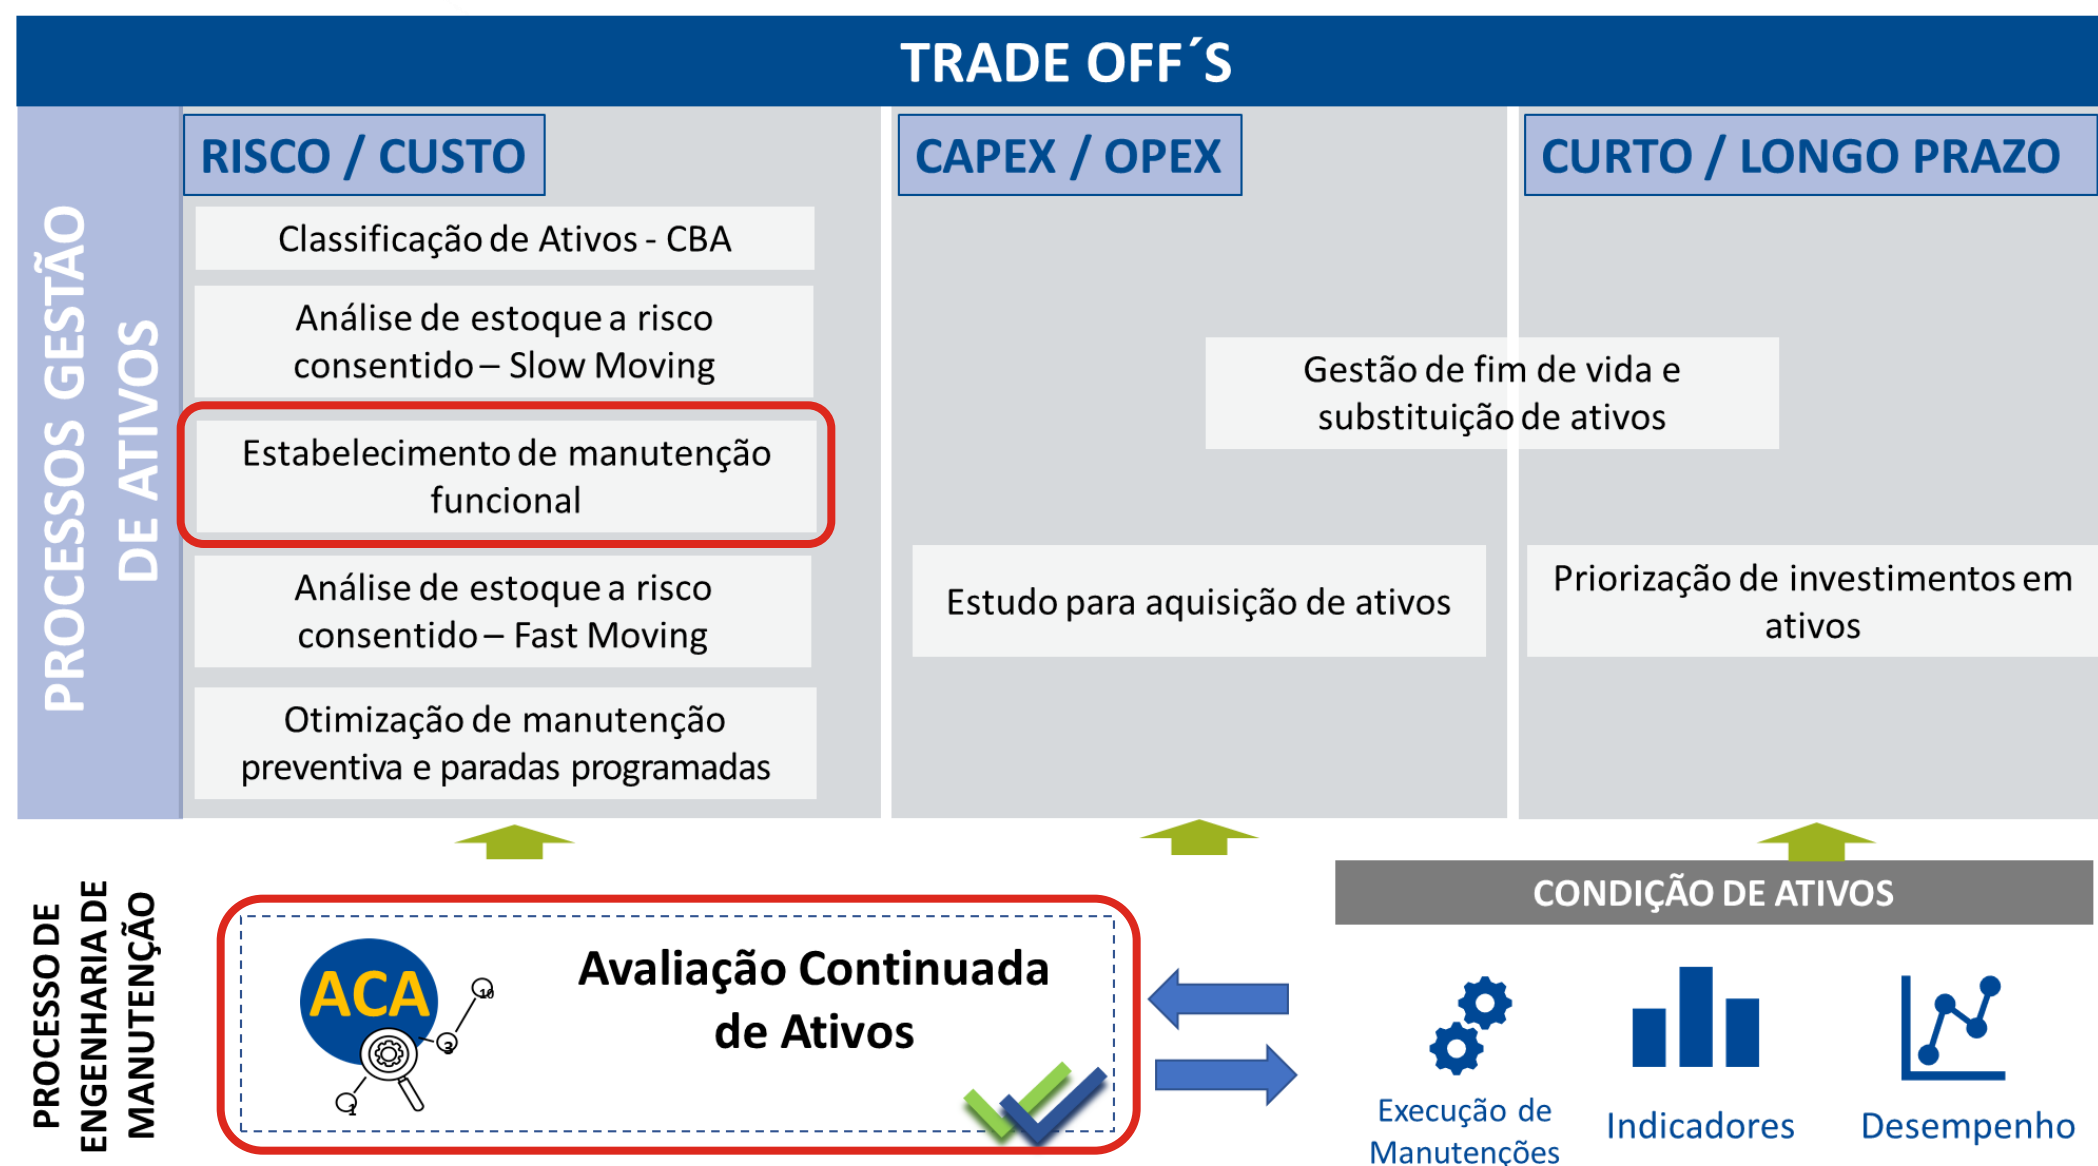 TRADE OFF´S
PROCESSOS GESTÃO
DE ATIVOS
RISCO / CUSTO
Classificação de Ativos - CBA
Análise de estoque a risco
consentido – Slow Moving
Estabelecimento de manutenção
funcional
Análise de estoque a risco
consentido – Fast Moving
Otimização de manutenção
preventiva e paradas programadas
CAPEX / OPEX
CURTO / LONGO PRAZO
Gestão de fim de vida e
substituição de ativos
Estudo para aquisição de ativos
Priorização de investimentos em
ativos
PROCESSO DE
ENGENHARIA DE
MANUTENÇÃO
ACA
10
3
1
Avaliação Continuada
de Ativos
CONDIÇÃO DE ATIVOS
Execução de
Manutenções
Indicadores
Desempenho